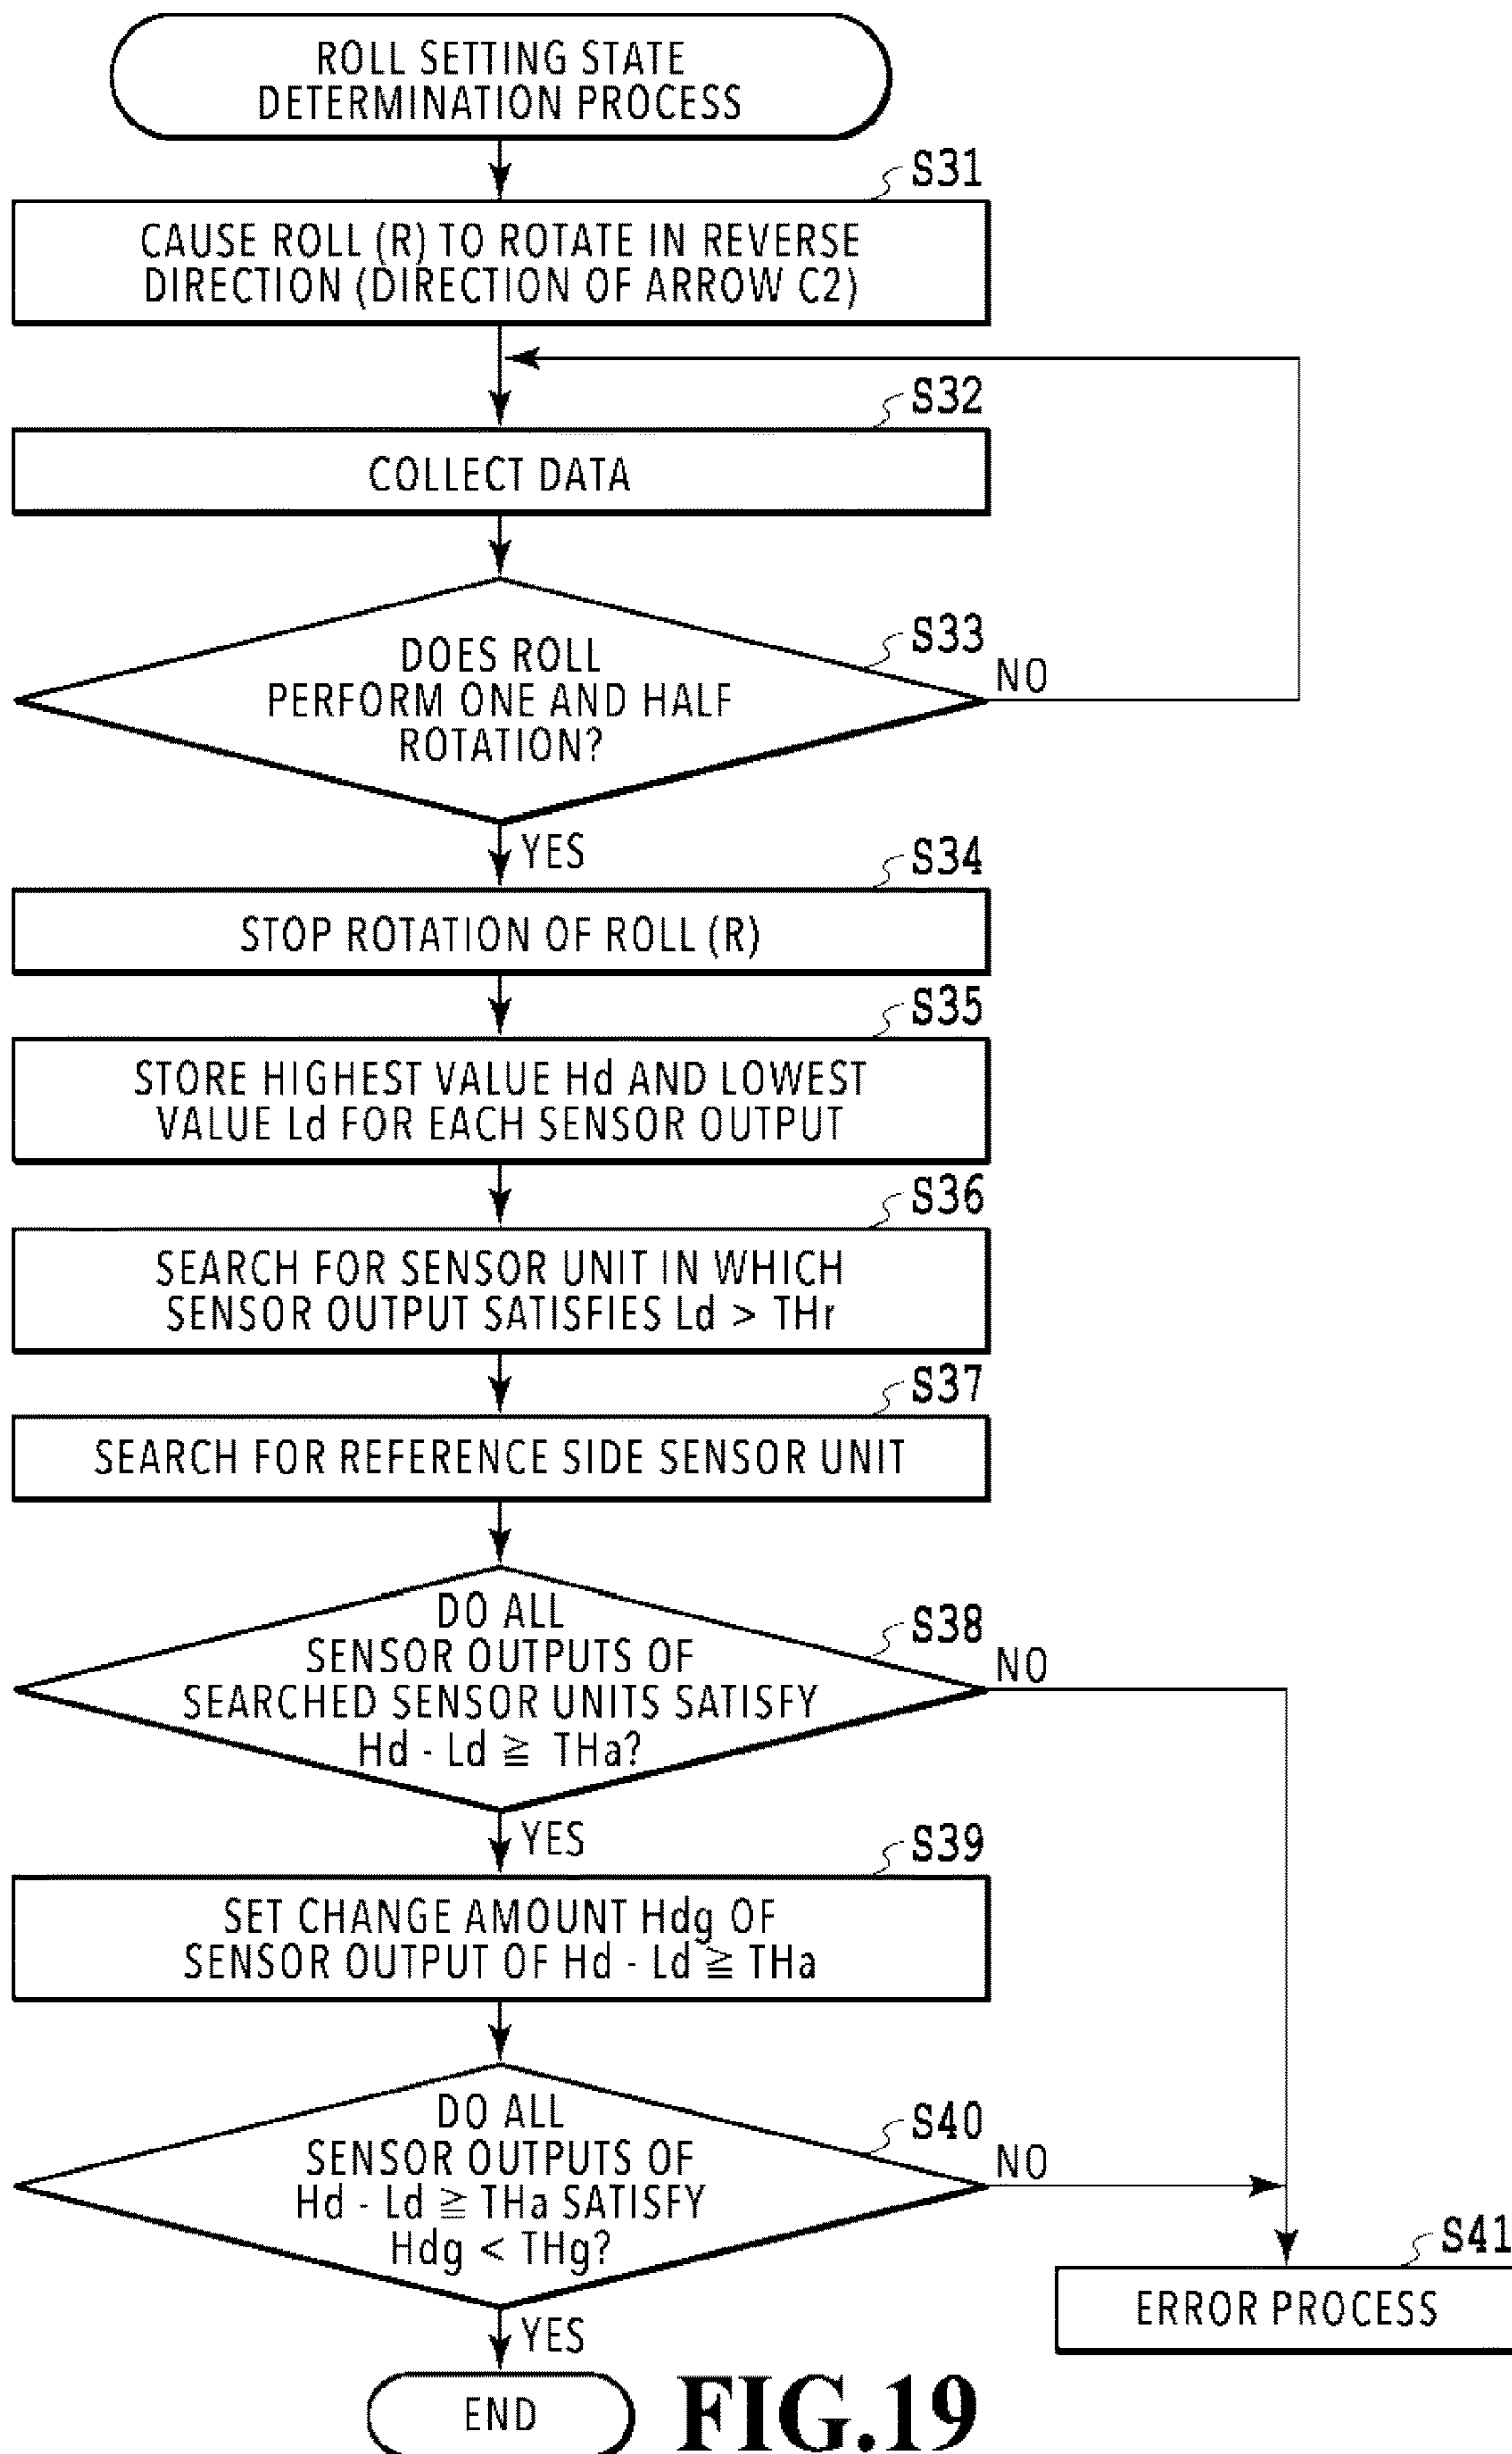 ROLL SETTING STATE
DETERMINATION PROCESS
S31
CAUSE ROLL (R) TO ROTATE IN REVERSE
DIRECTION (DIRECTION OF ARROW C2)
S32
COLLECT DATA
S33
DOES ROLL
PERFORM ONE AND HALF
ROTATION?
NO
YES
S34
STOP ROTATION OF ROLL (R)
S35
STORE HIGHEST VALUE Hd AND LOWEST
VALUE Ld FOR EACH SENSOR OUTPUT
S36
SEARCH FOR SENSOR UNIT IN WHICH
SENSOR OUTPUT SATISFIES Ld > THr
S37
SEARCH FOR REFERENCE SIDE SENSOR UNIT
S38
DO ALL
SENSOR OUTPUTS OF
SEARCHED SENSOR UNITS SATISFY
Hd - Ld ≧ THa?
NO
YES
S39
SET CHANGE AMOUNT Hdg OF
SENSOR OUTPUT OF Hd - Ld ≧ THa
S40
DO ALL
SENSOR OUTPUTS OF
Hd - Ld ≧ THa SATISFY
Hdg < THg?
NO
S41
ERROR PROCESS
YES
END
FIG.19